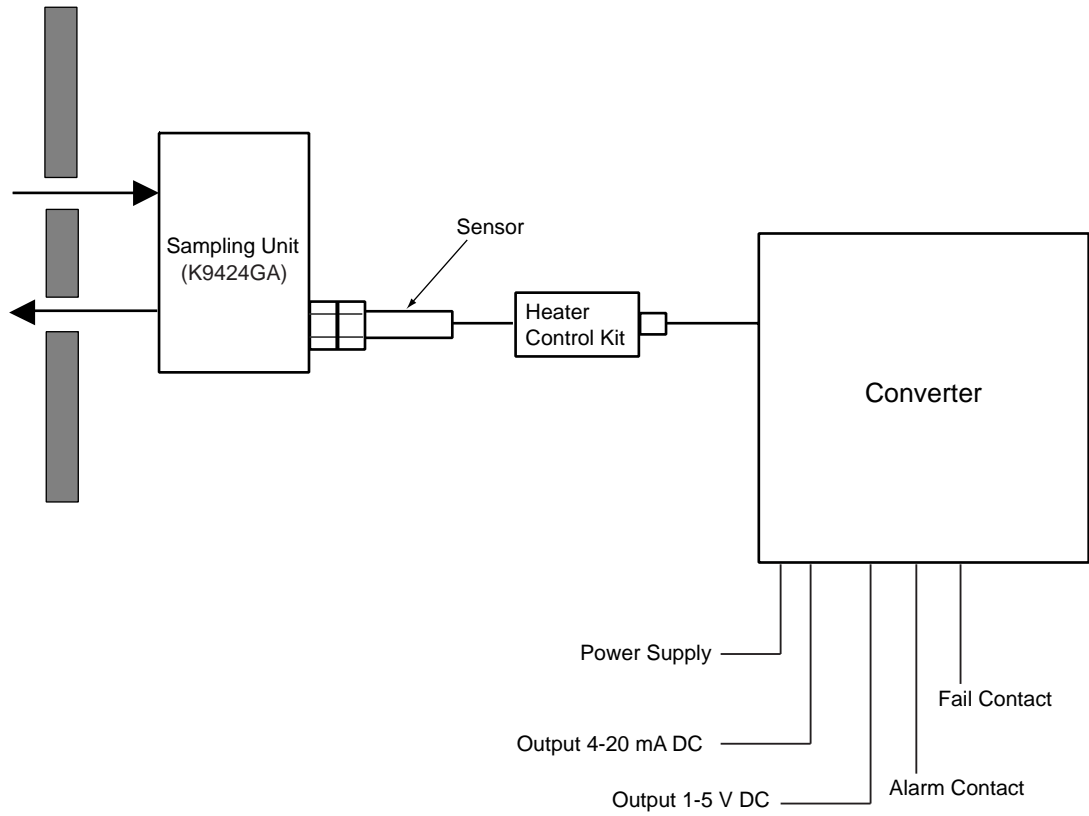 Sensor
Sampling Unit
(K9424GA)
Heater
Control Kit
Converter
Power Supply
Fail Contact
Output 4-20 mA DC
Alarm Contact
Output 1-5 V DC